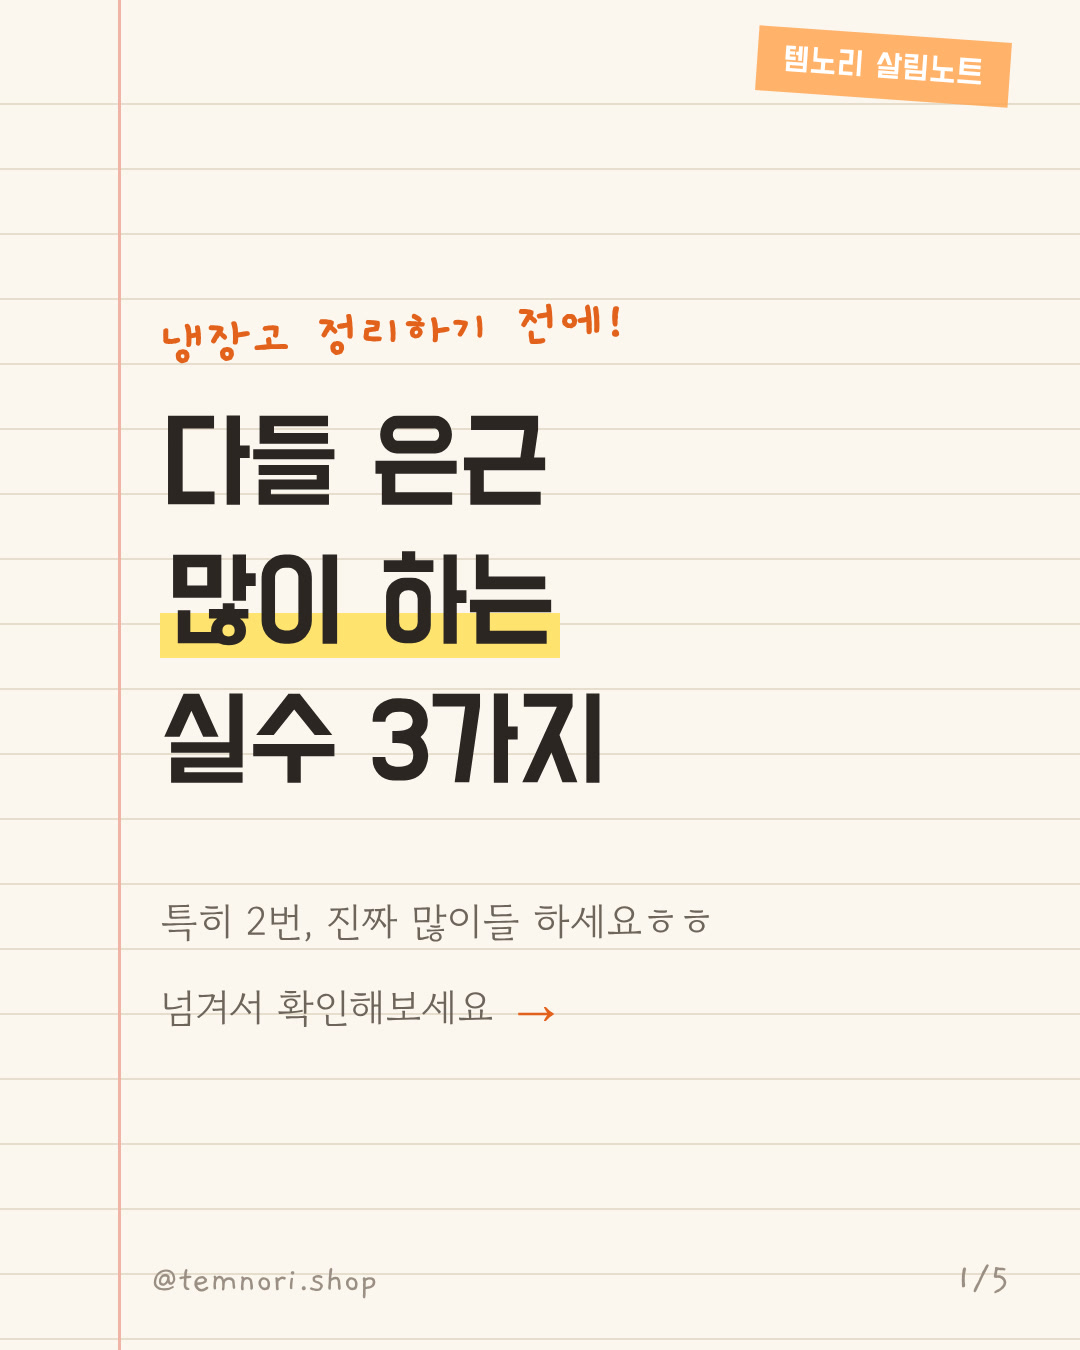 템노리 살림노트
냉장고 정리하기 전에!
다들 은근
많이 하는
실수 3가지
특히 2번, 진짜 많이들 하세요ㅎㅎ
넘겨서 확인해보세요 →
@temnori.shop
1/5